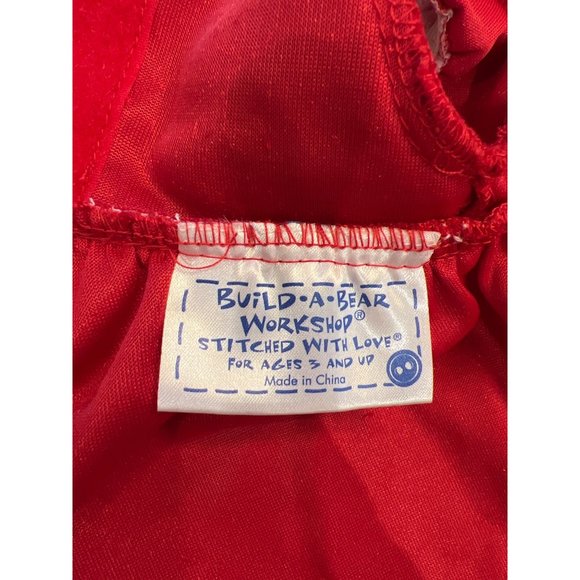 BUILD•A•BEAR
WORKSHOP®
STITCHED WITH LOVE®
FOR AGES 3 AND UP
Made in China